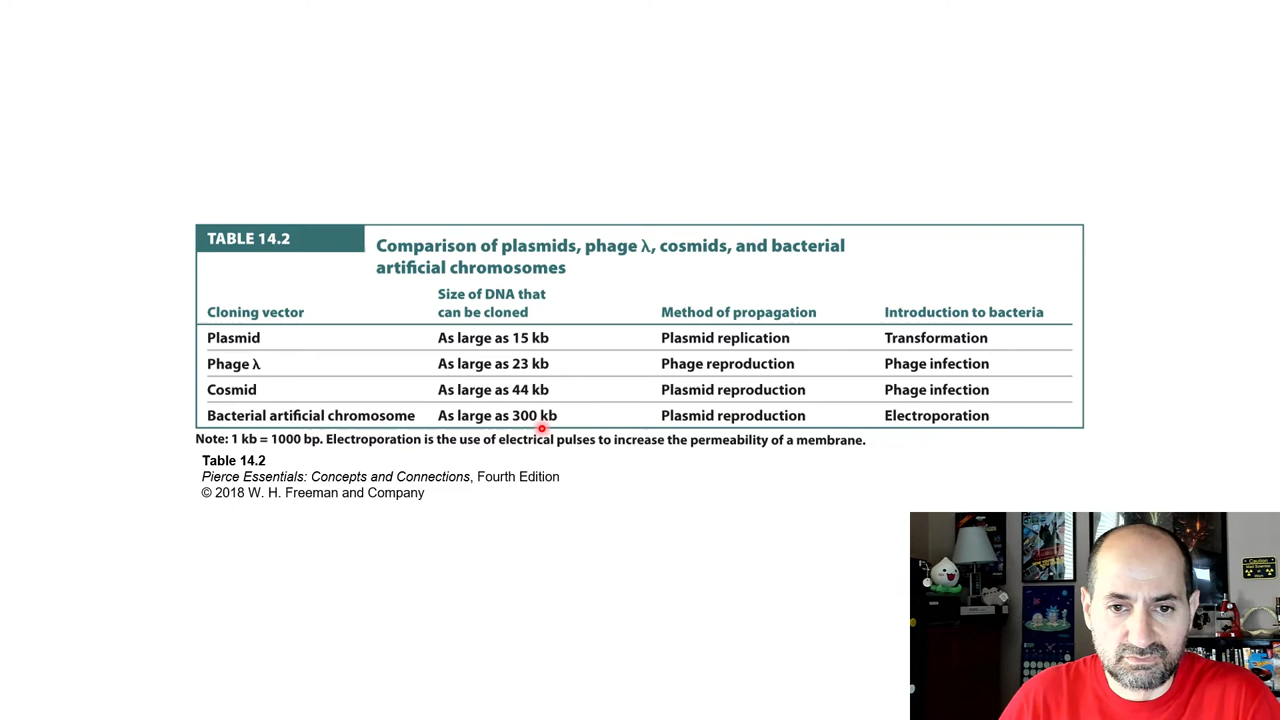 TABLE 14.2
Comparison of plasmids, phage λ, cosmids, and bacterial
artificial chromosomes
Size of DNA that
Cloning vector can be cloned Method of propagation Introduction to bacteria
Plasmid As large as 15 kb Plasmid replication Transformation
Phage λ As large as 23 kb Phage reproduction Phage infection
Cosmid As large as 44 kb Plasmid reproduction Phage infection
Bacterial artificial chromosome As large as 300 kb Plasmid reproduction Electroporation
Note: 1 kb = 1000 bp. Electroporation is the use of electrical pulses to increase the permeability of a membrane.
Table 14.2
Pierce Essentials: Concepts and Connections, Fourth Edition
© 2018 W. H. Freeman and Company
Caution